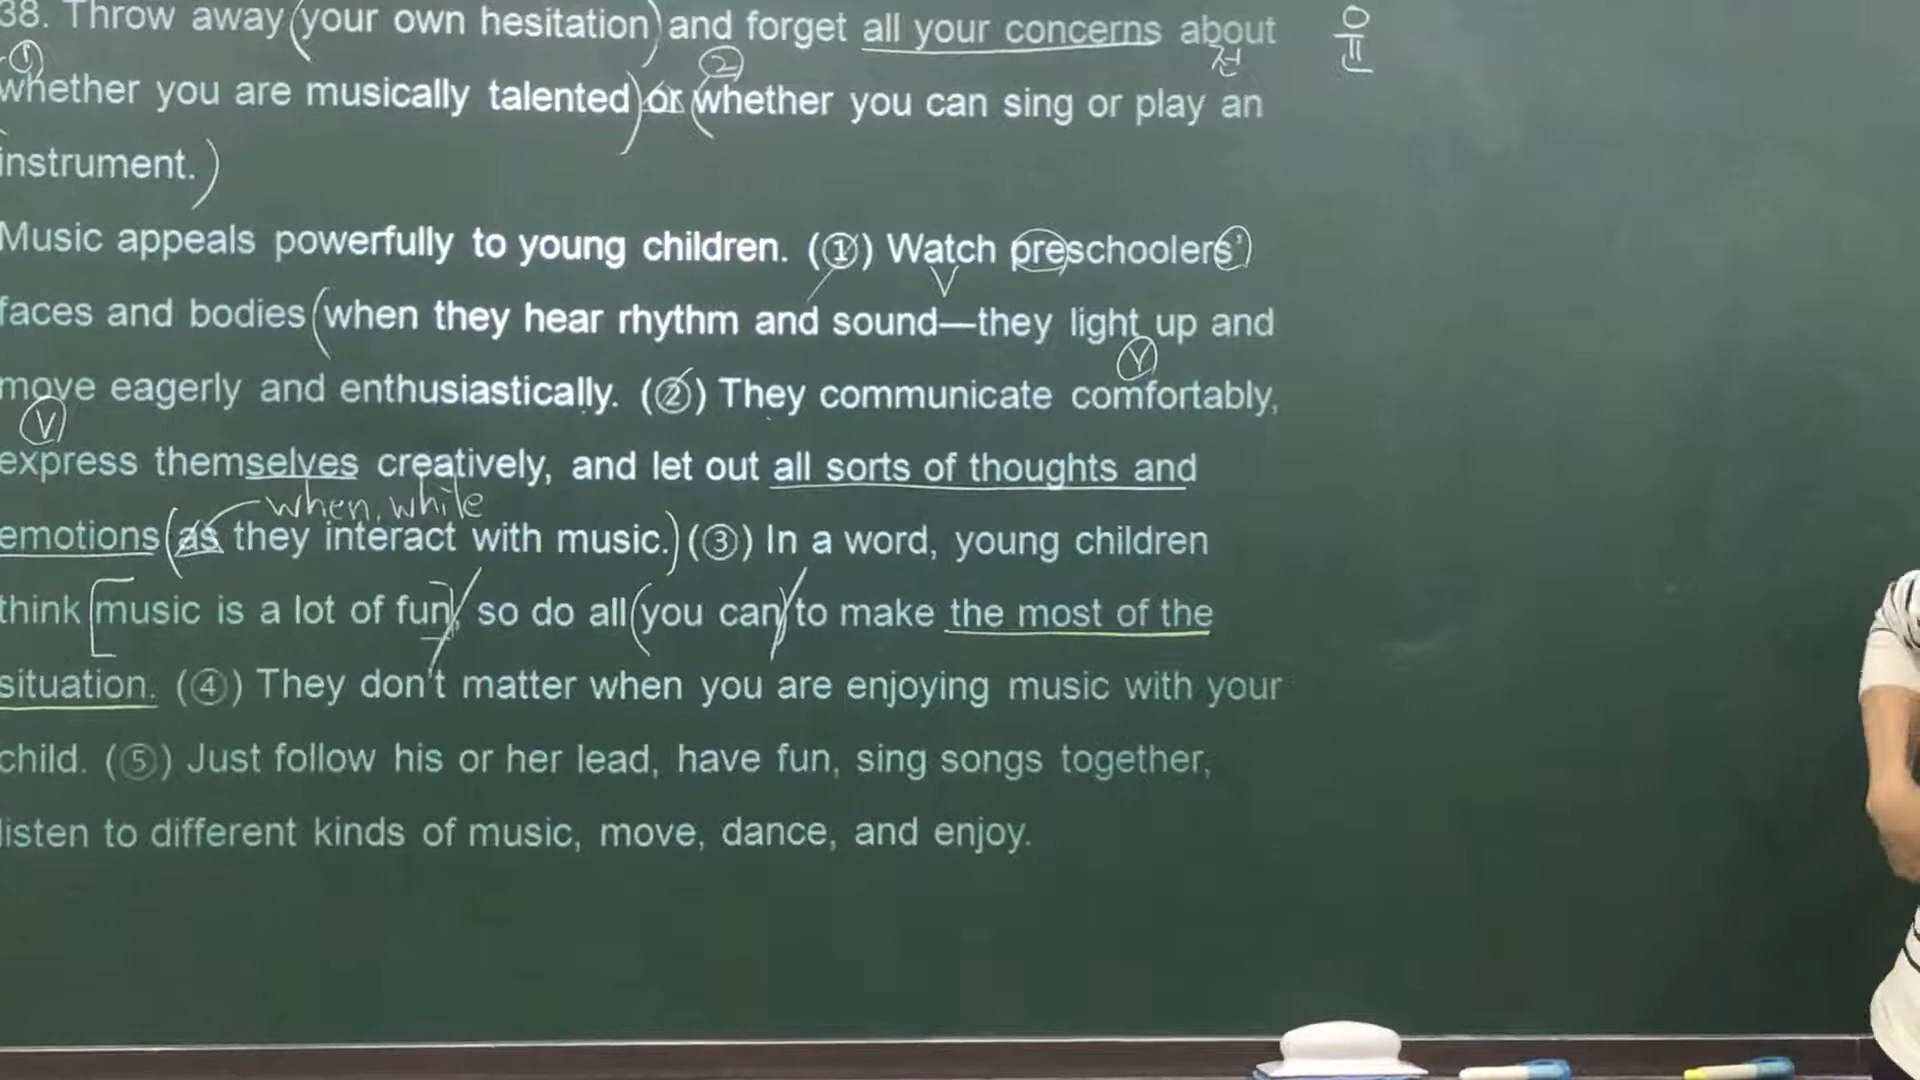 38. Throw away (your own hesitation) and forget all your concerns about
윤
① ② 전
whether you are musically talented) or (whether you can sing or play an
instrument.)
Music appeals powerfully to young children. (①) Watch preschoolers'
V
faces and bodies (when they hear rhythm and sound—they light up and
V
move eagerly and enthusiastically. (②) They communicate comfortably,
V
express themselves creatively, and let out all sorts of thoughts and
when, while
emotions (as they interact with music.) (③) In a word, young children
think [music is a lot of fun], so do all (you can) to make the most of the
situation. (④) They don't matter when you are enjoying music with your
child. (⑤) Just follow his or her lead, have fun, sing songs together,
listen to different kinds of music, move, dance, and enjoy.